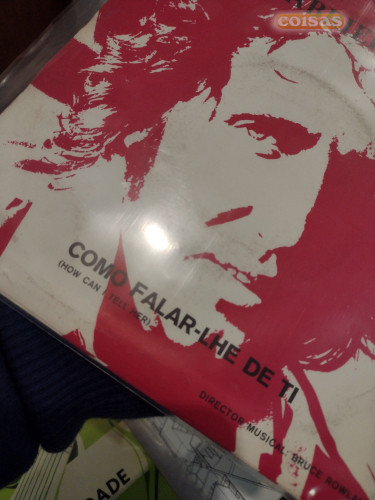 coisas
COMO FALAR-LHE DE TI
(HOW CAN I TELL HER)
DIRECTOR MUSICAL: BRUCE
DADE